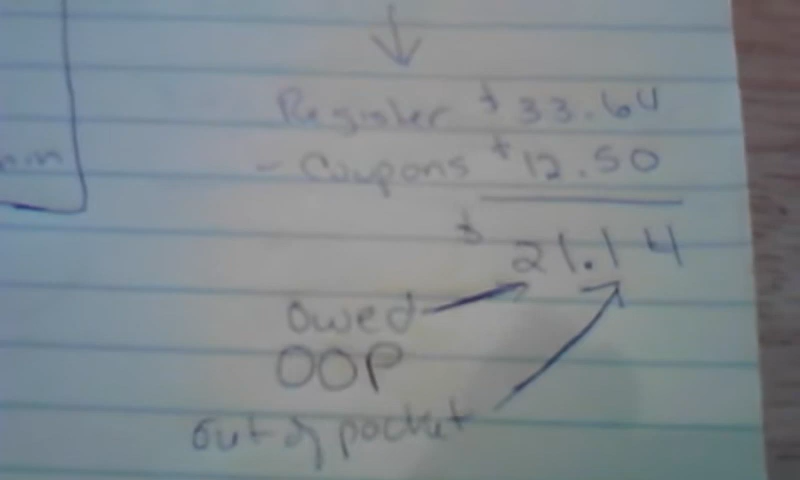 Register $33.64
- Coupons $12.50
$21.14
owed
OOP
out of pocket